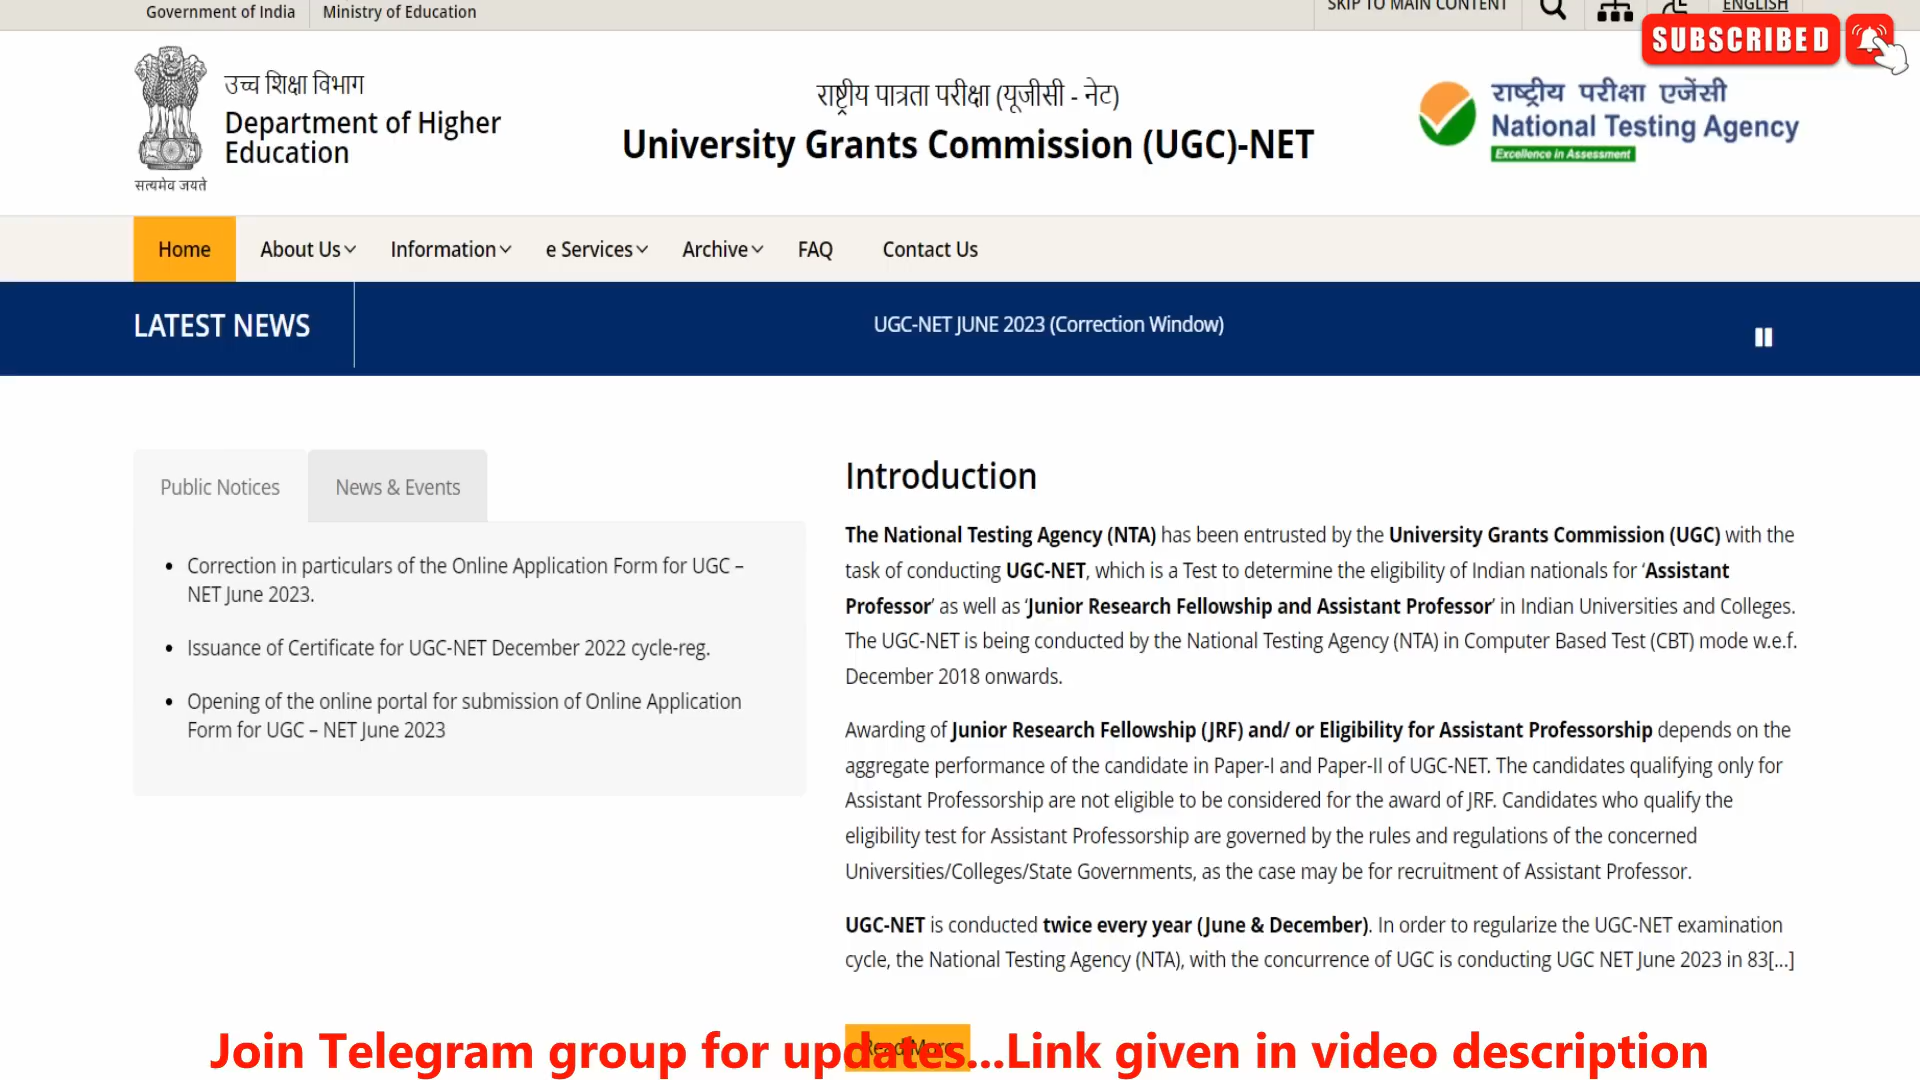 Government of India
Ministry of Education
SKIP TO MAIN CONTENT
ENGLISH
SUBSCRIBED
उच्च शिक्षा विभाग
Department of Higher
Education
सत्यमेव जयते
राष्ट्रीय पात्रता परीक्षा (यूजीसी - नेट)
University Grants Commission (UGC)-NET
राष्ट्रीय परीक्षा एजेंसी
National Testing Agency
Excellence in Assessment
Home
About Us
Information
e Services
Archive
FAQ
Contact Us
LATEST NEWS
UGC-NET JUNE 2023 (Correction Window)
Public Notices
News & Events
• Correction in particulars of the Online Application Form for UGC –
NET June 2023.
• Issuance of Certificate for UGC-NET December 2022 cycle-reg.
• Opening of the online portal for submission of Online Application
Form for UGC – NET June 2023
Introduction
The National Testing Agency (NTA) has been entrusted by the University Grants Commission (UGC) with the
task of conducting UGC-NET, which is a Test to determine the eligibility of Indian nationals for ‘Assistant
Professor’ as well as ‘Junior Research Fellowship and Assistant Professor’ in Indian Universities and Colleges.
The UGC-NET is being conducted by the National Testing Agency (NTA) in Computer Based Test (CBT) mode w.e.f.
December 2018 onwards.
Awarding of Junior Research Fellowship (JRF) and/ or Eligibility for Assistant Professorship depends on the
aggregate performance of the candidate in Paper-I and Paper-II of UGC-NET. The candidates qualifying only for
Assistant Professorship are not eligible to be considered for the award of JRF. Candidates who qualify the
eligibility test for Assistant Professorship are governed by the rules and regulations of the concerned
Universities/Colleges/State Governments, as the case may be for recruitment of Assistant Professor.
UGC-NET is conducted twice every year (June & December). In order to regularize the UGC-NET examination
cycle, the National Testing Agency (NTA), with the concurrence of UGC is conducting UGC NET June 2023 in 83[...]
Read More
Join Telegram group for updates...Link given in video description